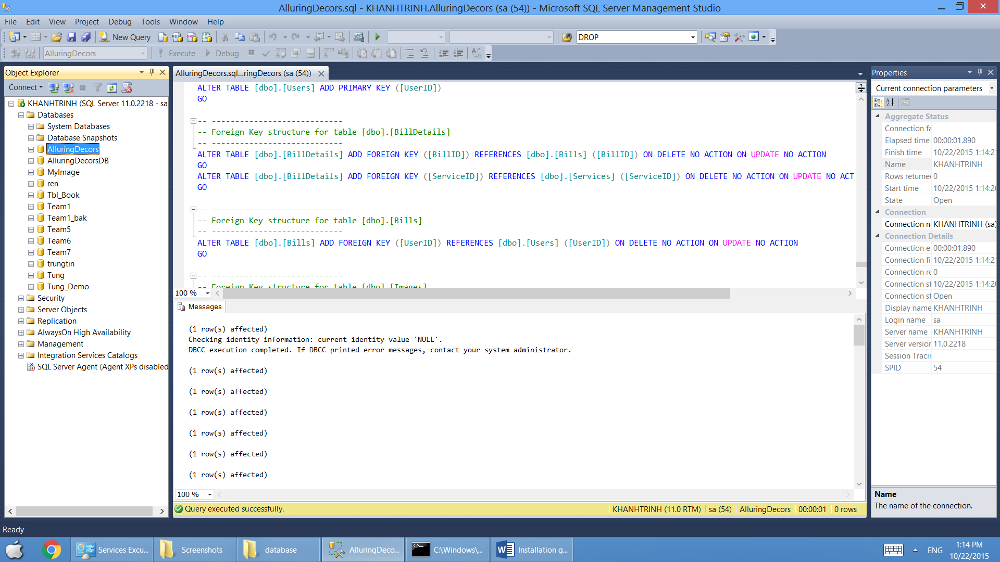 AlluringDecors.sql - KHANHTRINH.AlluringDecors (sa (54)) - Microsoft SQL Server Management Studio
File Edit View Project Debug Tools Window Help
New Query DROP
AlluringDecors Execute Debug
Object Explorer
Connect
KHANHTRINH (SQL Server 11.0.2218 - sa
Databases
System Databases
Database Snapshots
AlluringDecors
AlluringDecorsDB
MyImage
ren
Tbl_Book
Team1
Team1_bak
Team5
Team6
Team7
trungtin
Tung
Tung_Demo
Security
Server Objects
Replication
AlwaysOn High Availability
Management
Integration Services Catalogs
SQL Server Agent (Agent XPs disabled
AlluringDecors.sql...ringDecors (sa (54))
ALTER TABLE [dbo].[Users] ADD PRIMARY KEY ([UserID])
GO
-- ----------------------------
-- Foreign Key structure for table [dbo].[BillDetails]
-- ----------------------------
ALTER TABLE [dbo].[BillDetails] ADD FOREIGN KEY ([BillID]) REFERENCES [dbo].[Bills] ([BillID]) ON DELETE NO ACTION ON UPDATE NO ACTION
GO
ALTER TABLE [dbo].[BillDetails] ADD FOREIGN KEY ([ServiceID]) REFERENCES [dbo].[Services] ([ServiceID]) ON DELETE NO ACTION ON UPDATE NO ACTI
GO
-- ----------------------------
-- Foreign Key structure for table [dbo].[Bills]
-- ----------------------------
ALTER TABLE [dbo].[Bills] ADD FOREIGN KEY ([UserID]) REFERENCES [dbo].[Users] ([UserID]) ON DELETE NO ACTION ON UPDATE NO ACTION
GO
-- ----------------------------
-- Foreign Key structure for table [dbo].[Images]
100 %
Messages
(1 row(s) affected)
Checking identity information: current identity value 'NULL'.
DBCC execution completed. If DBCC printed error messages, contact your system administrator.
(1 row(s) affected)
(1 row(s) affected)
(1 row(s) affected)
(1 row(s) affected)
(1 row(s) affected)
(1 row(s) affected)
100 %
Query executed successfully. KHANHTRINH (11.0 RTM) sa (54) AlluringDecors 00:00:01 0 rows
Properties
Current connection parameters
Aggregate Status
Connection fa
Elapsed time 00:00:01.890
Finish time 10/22/2015 1:14:21
Name KHANHTRINH
Rows returne 0
Start time 10/22/2015 1:14:20
State Open
Connection
Connection n KHANHTRINH (sa)
Connection Details
Connection e 00:00:01.890
Connection fi 10/22/2015 1:14:21
Connection ro 0
Connection st 10/22/2015 1:14:20
Connection st Open
Display name KHANHTRINH
Login name sa
Server name KHANHTRINH
Server version 11.0.2218
Session Tracin
SPID 54
Name
The name of the connection.
Ready
Services Excu... Screenshots database AlluringDeco... C:\Windows\... Installation g...
ENG
1:14 PM
10/22/2015